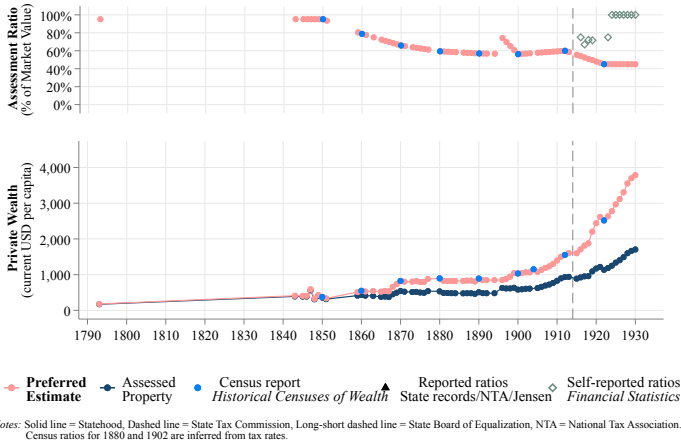 Assessment Ratio
(% of Market Value)
100%
80%
60%
40%
20%
0%
Private Wealth
(current USD per capita)
4,000
3,000
2,000
1,000
0
1790 1800 1810 1820 1830 1840 1850 1860 1870 1880 1890 1900 1910 1920 1930
Preferred Estimate
Assessed Property
Census report
Historical Censuses of Wealth
Reported ratios
State records/NTA/Jensen
Self-reported ratios
Financial Statistics
otes: Solid line = Statehood, Dashed line = State Tax Commission, Long-short dashed line = State Board of Equalization, NTA = National Tax Association.
Census ratios for 1880 and 1902 are inferred from tax rates.